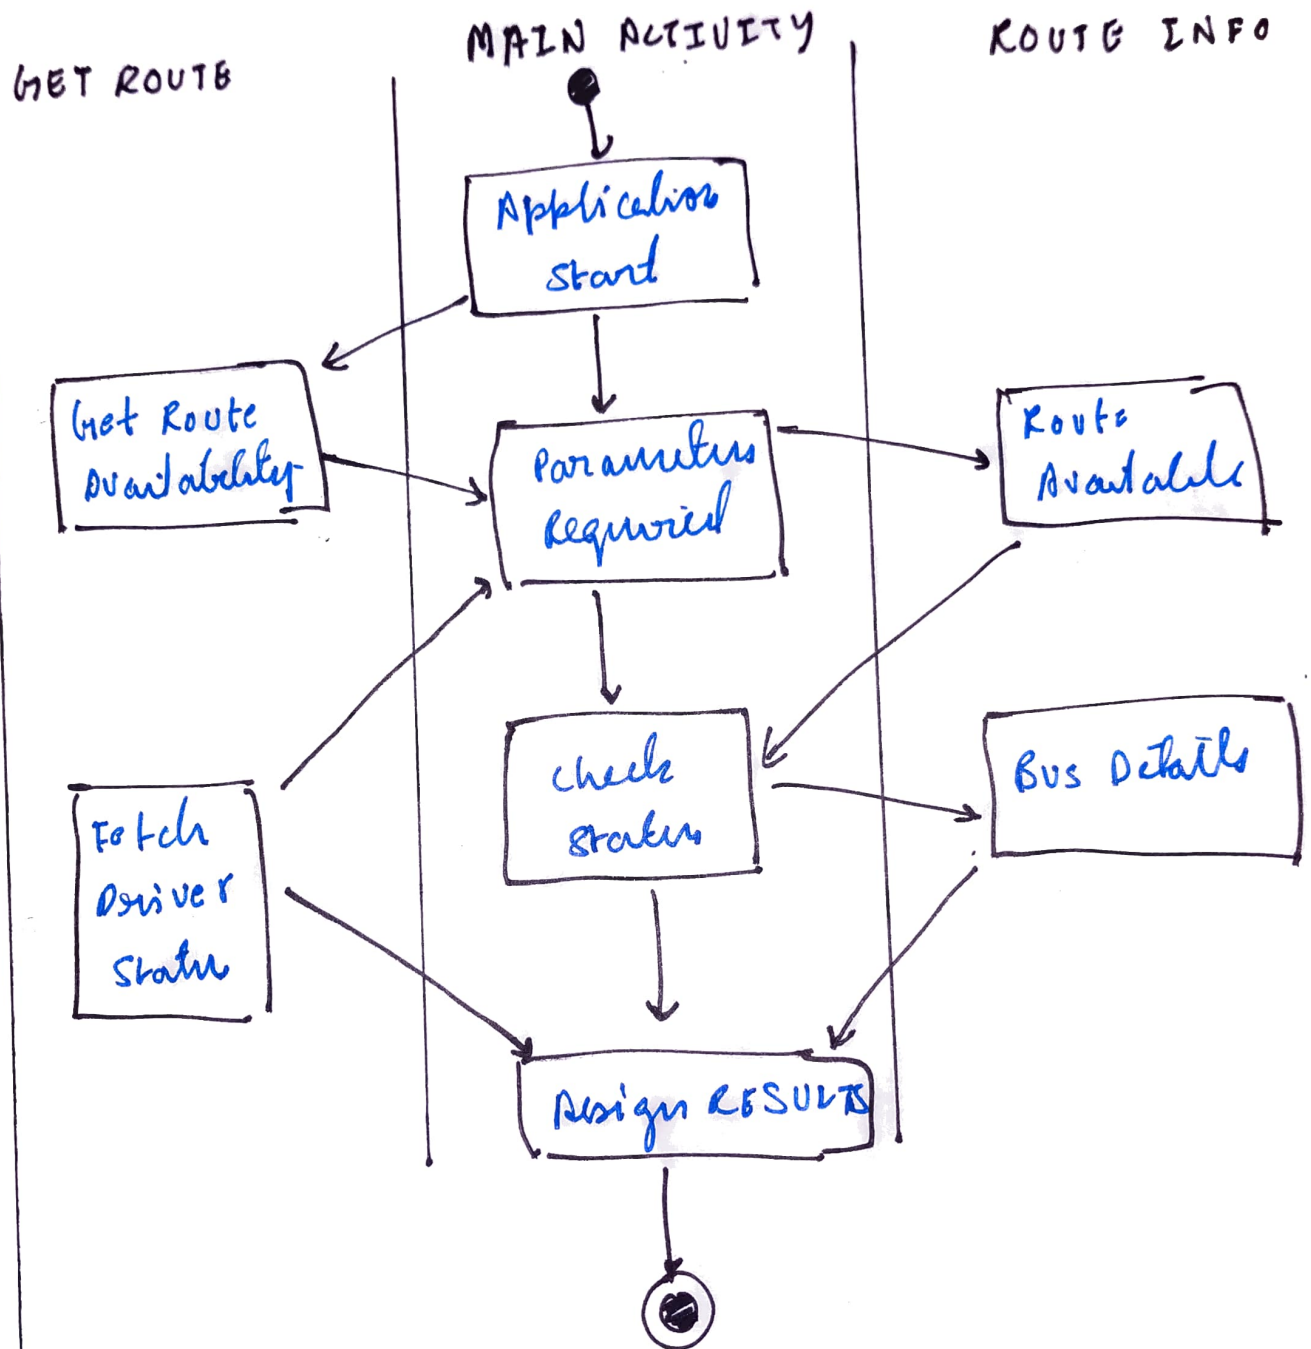 MAIN ACTIVITY
ROUTE INFO
GET ROUTE
Application
Start
Get Route
Availability
Parameters
Required
Route
Available
Check
Status
Bus Details
Fetch
Driver
Status
Assign RESULTS